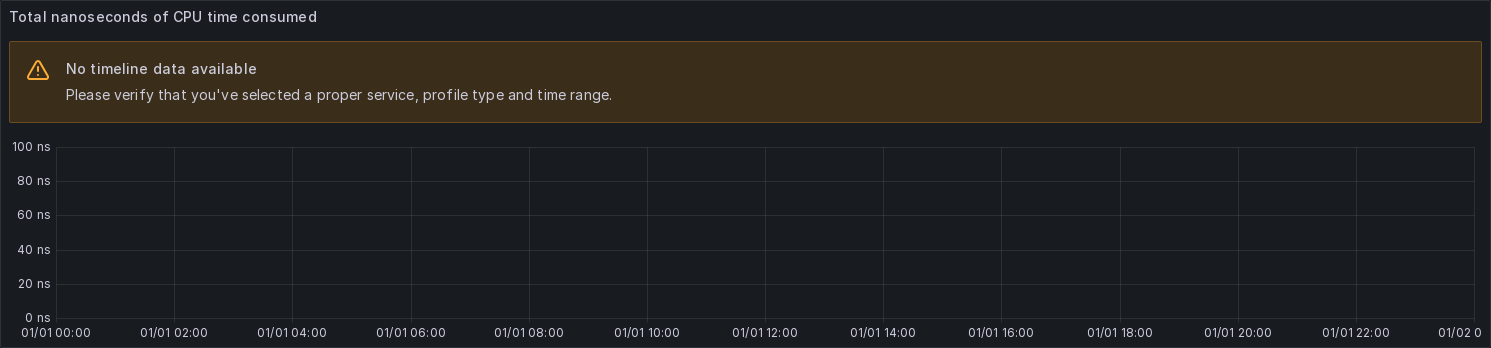 Total nanoseconds of CPU time consumed
No timeline data available
Please verify that you've selected a proper service, profile type and time range.
100 ns
80 ns
60 ns
40 ns
20 ns
0 ns
01/01 00:00 01/01 02:00 01/01 04:00 01/01 06:00 01/01 08:00 01/01 10:00 01/01 12:00 01/01 14:00 01/01 16:00 01/01 18:00 01/01 20:00 01/01 22:00 01/02 0